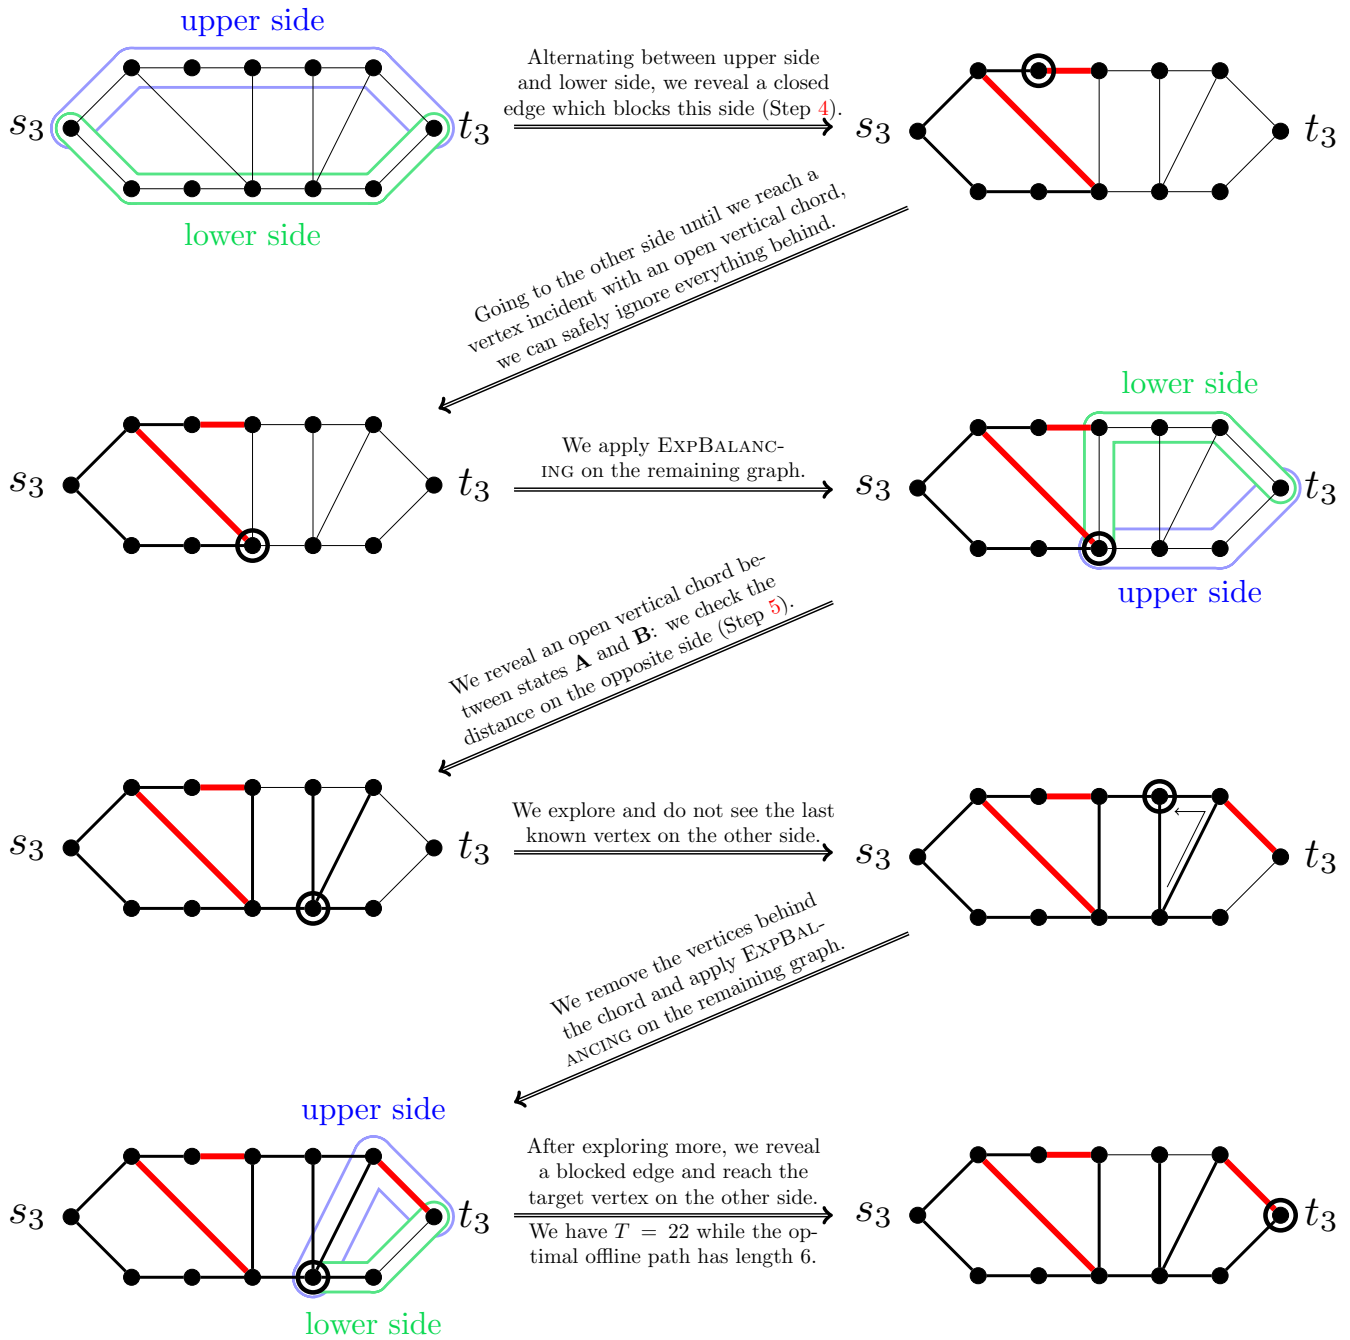 upper side
s3
t3
lower side
Alternating between upper side
and lower side, we reveal a closed
edge which blocks this side (Step 4).
s3
t3
Going to the other side until we reach a
vertex incident with an open vertical chord,
we can safely ignore everything behind.
s3
t3
We apply EXPBALANC-
ING on the remaining graph.
lower side
s3
t3
upper side
We reveal an open vertical chord be-
tween states A and B: we check the
distance on the opposite side (Step 5).
s3
t3
We explore and do not see the last
known vertex on the other side.
s3
t3
We remove the vertices behind
the chord and apply EXPBAL-
ANCING on the remaining graph.
upper side
s3
t3
lower side
After exploring more, we reveal
a blocked edge and reach the
target vertex on the other side.
We have T = 22 while the op-
timal offline path has length 6.
s3
t3